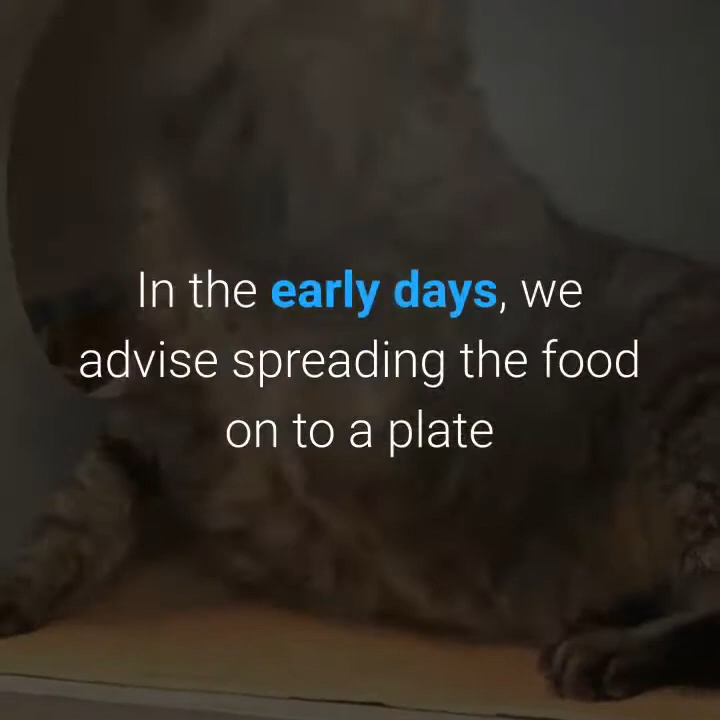 In the early days, we
advise spreading the food
on to a plate